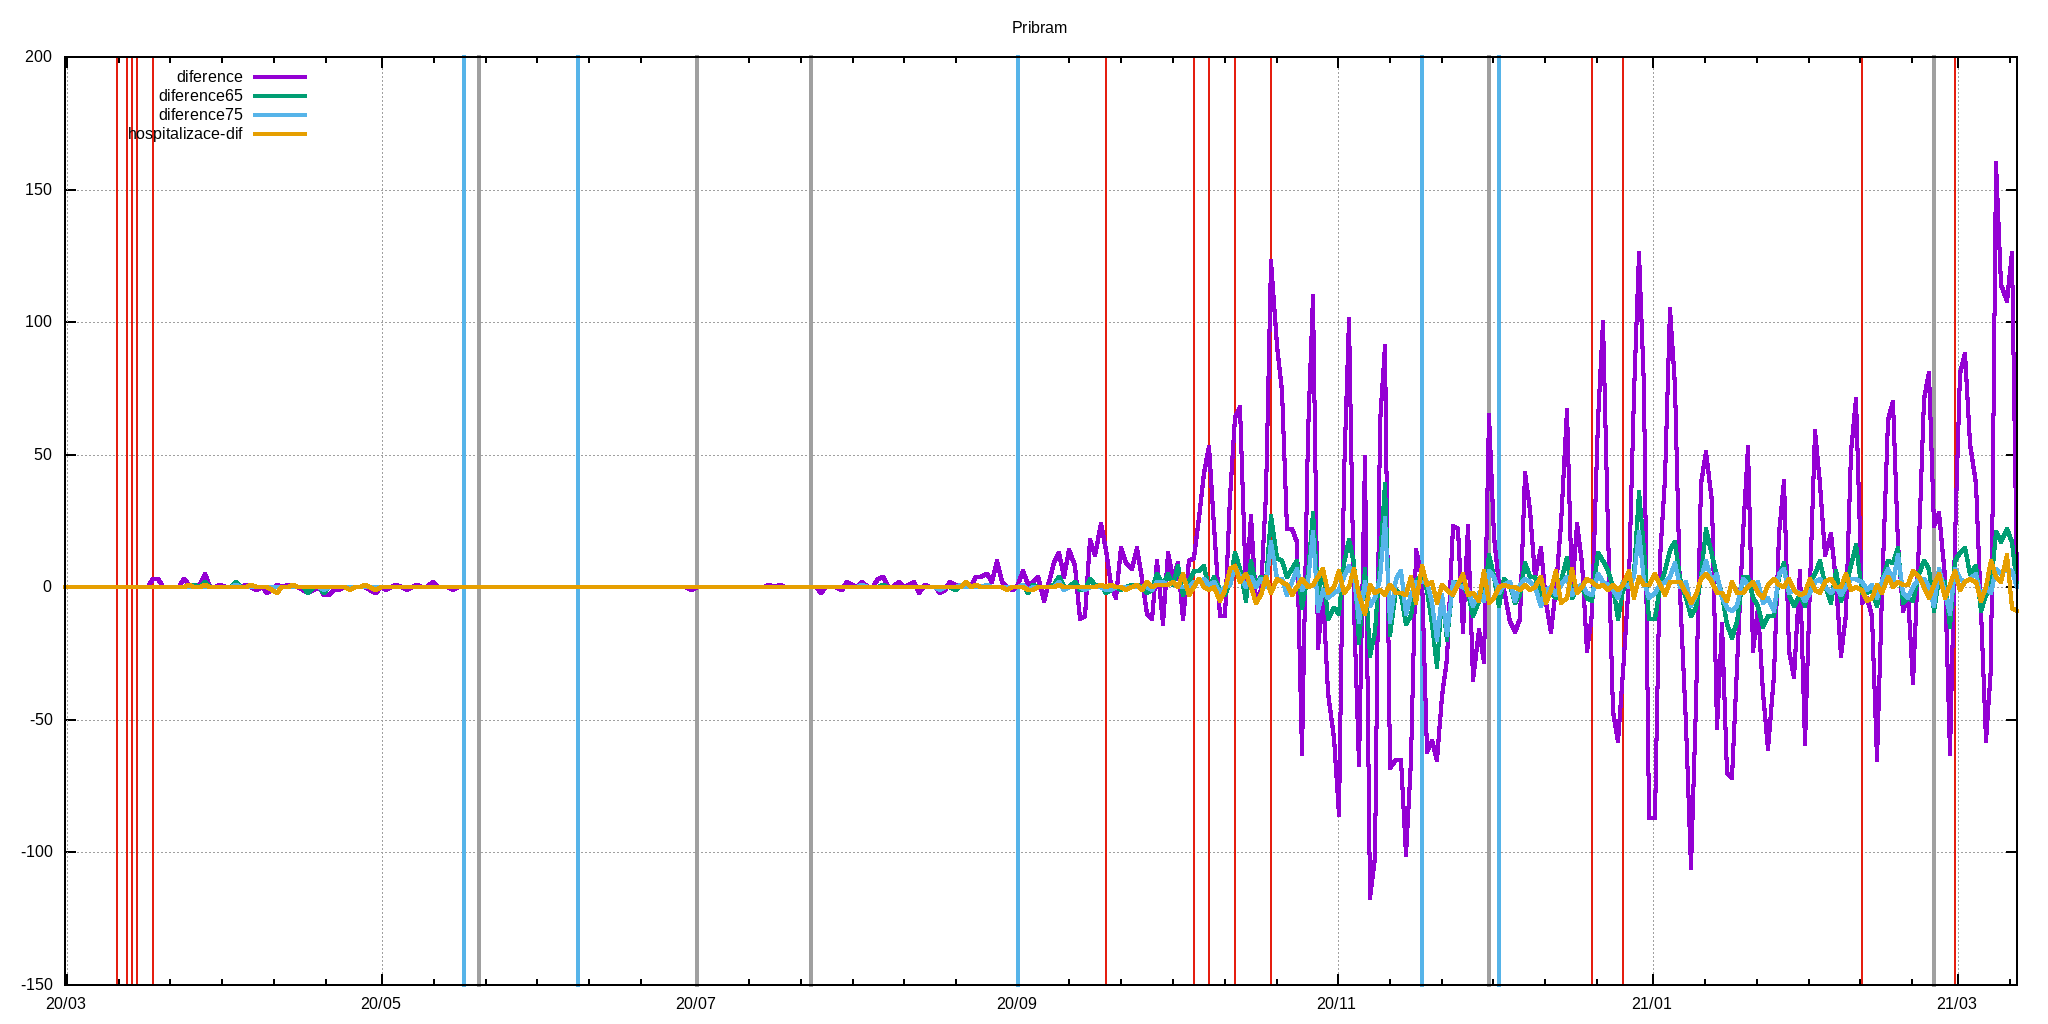 Pribram
200
150
100
50
0
-50
-100
-150
diference
diference65
diference75
hospitalizace-dif
20/03 20/05 20/07 20/09 20/11 21/01 21/03